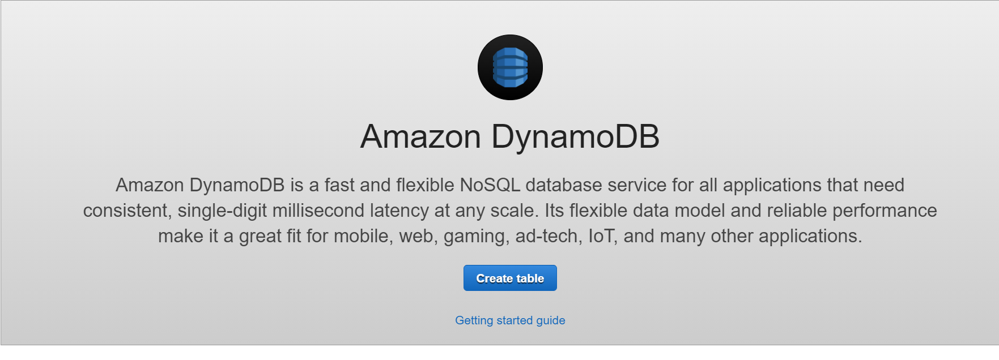 Amazon DynamoDB
Amazon DynamoDB is a fast and flexible NoSQL database service for all applications that need
consistent, single-digit millisecond latency at any scale. Its flexible data model and reliable performance
make it a great fit for mobile, web, gaming, ad-tech, IoT, and many other applications.
Create table
Getting started guide